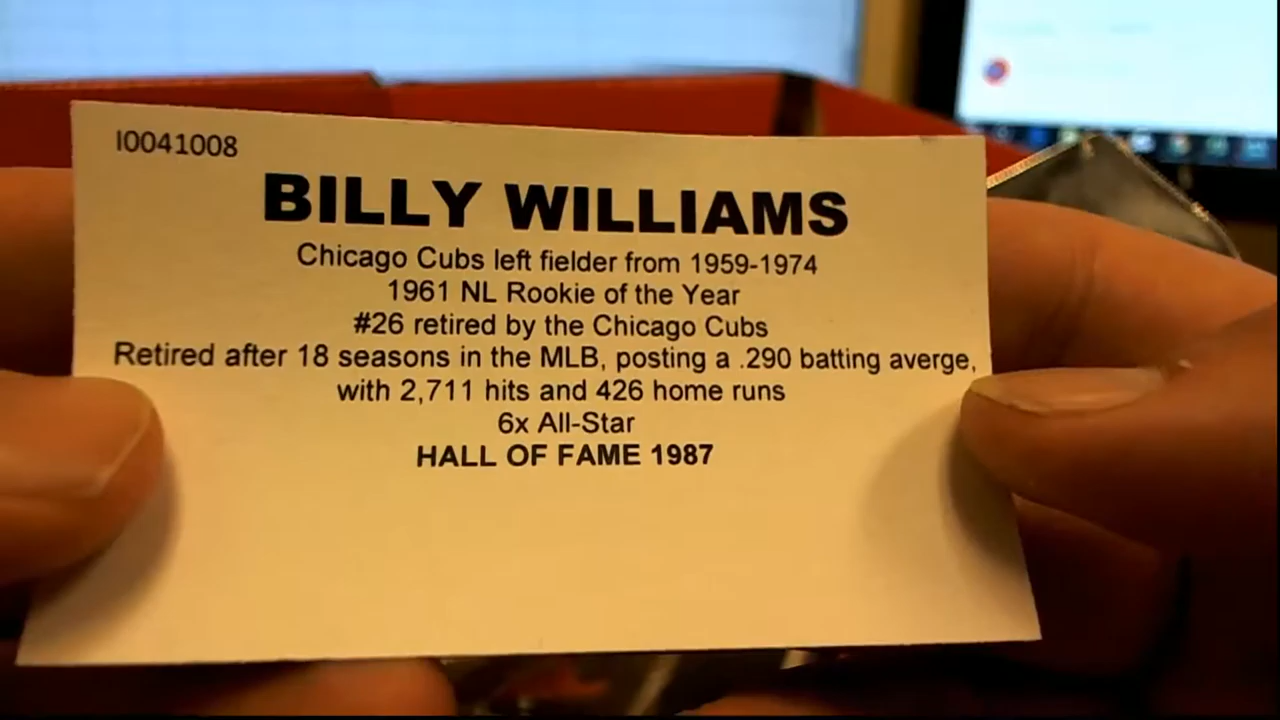 I0041008
BILLY WILLIAMS
Chicago Cubs left fielder from 1959-1974
1961 NL Rookie of the Year
#26 retired by the Chicago Cubs
Retired after 18 seasons in the MLB, posting a .290 batting averge,
with 2,711 hits and 426 home runs
6x All-Star
HALL OF FAME 1987